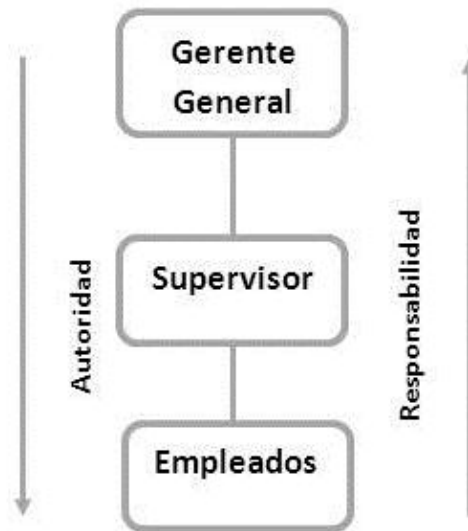 Gerente
General
Autoridad
Supervisor
Responsabilidad
Empleados